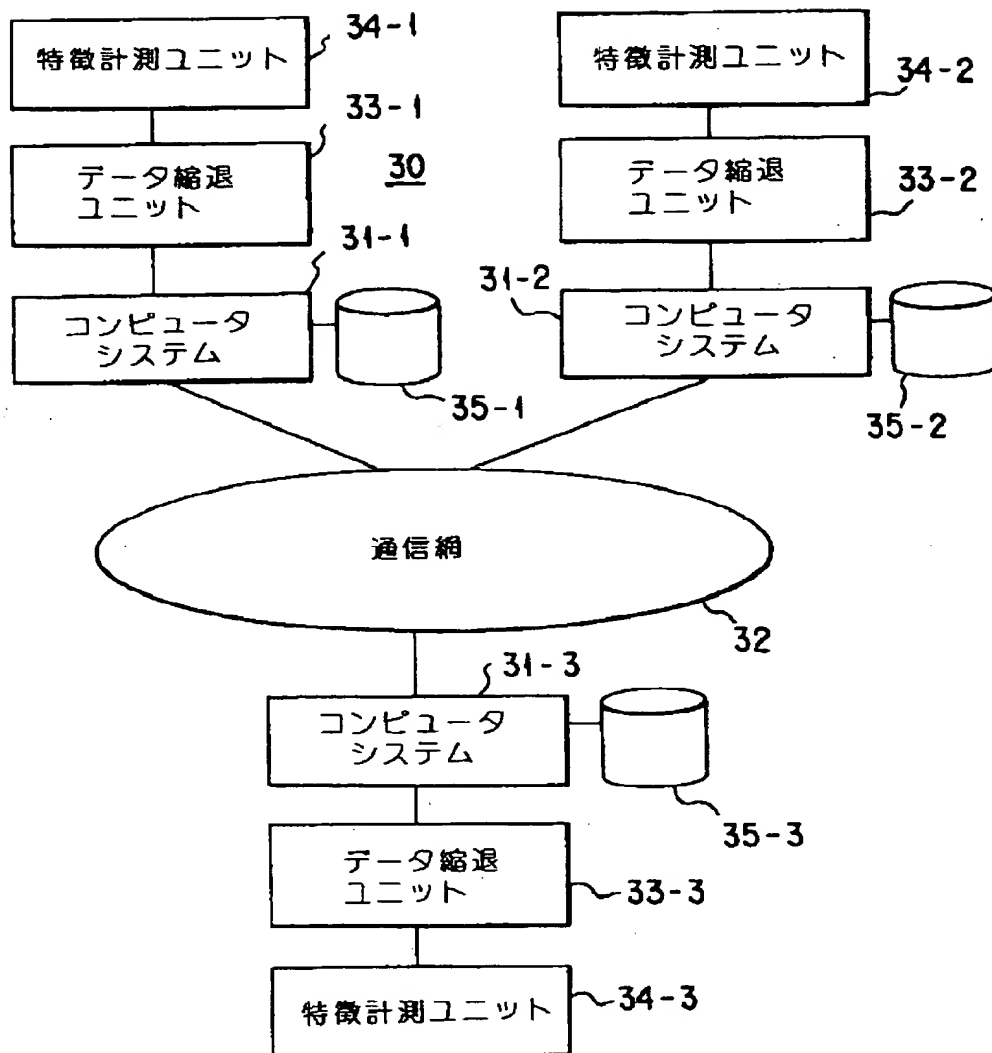 34-1
特徴計測ユニット
特徴計測ユニット
34-2
33-1
データ縮退
ユニット
30
データ縮退
ユニット
33-2
31-1
コンピュータ
システム
31-2
コンピュータ
システム
35-1
35-2
通信網
32
31-3
コンピュータ
システム
35-3
データ縮退
ユニット
33-3
特徴計測ユニット
34-3